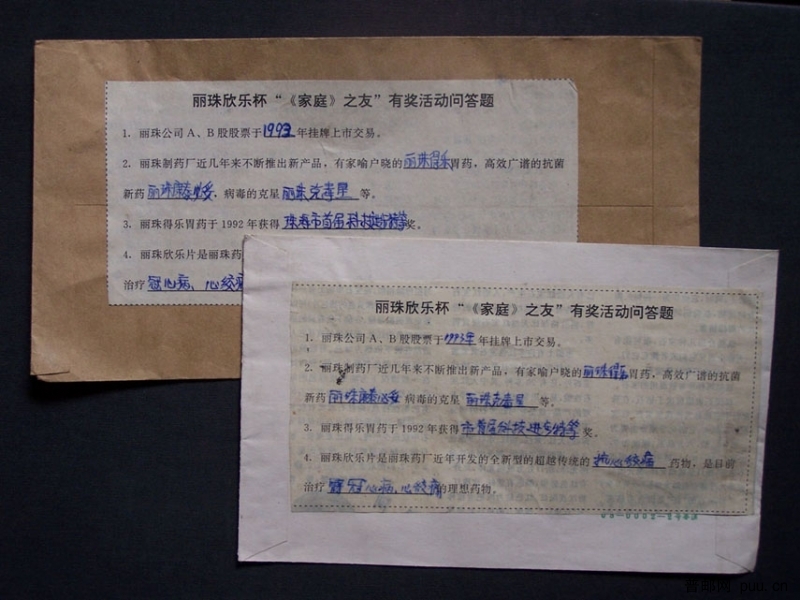 丽珠欣乐杯“《家庭》之友”有奖活动问答题
1. 丽珠公司A、B股股票于1993年挂牌上市交易。
2. 丽珠制药厂近几年来不断推出新产品，有家喻户晓的丽珠得乐胃药，高效广谱的抗菌
新药丽珠康必妥，病毒的克星丽珠克毒星等。
3. 丽珠得乐胃药于1992年获得珠海市首届科技进步特学奖。
4. 丽珠欣乐片是丽珠药
治疗冠心病、心绞痛
丽珠欣乐杯“《家庭》之友”有奖活动问答题
1. 丽珠公司A、B股股票于1993年年挂牌上市交易。
2. 丽珠制药厂近几年来不断推出新产品，有家喻户晓的丽珠得乐胃药，高效广谱的抗菌
新药丽珠康必妥 病毒的克星 丽珠克毒星 等。
3. 丽珠得乐胃药于1992年获得市首届科技进步特学奖。
4. 丽珠欣乐片是丽珠药厂近年开发的全新型的超越传统的 抗心绞痛 药物，是目前
治疗 冠心病，心绞痛的理想药物。